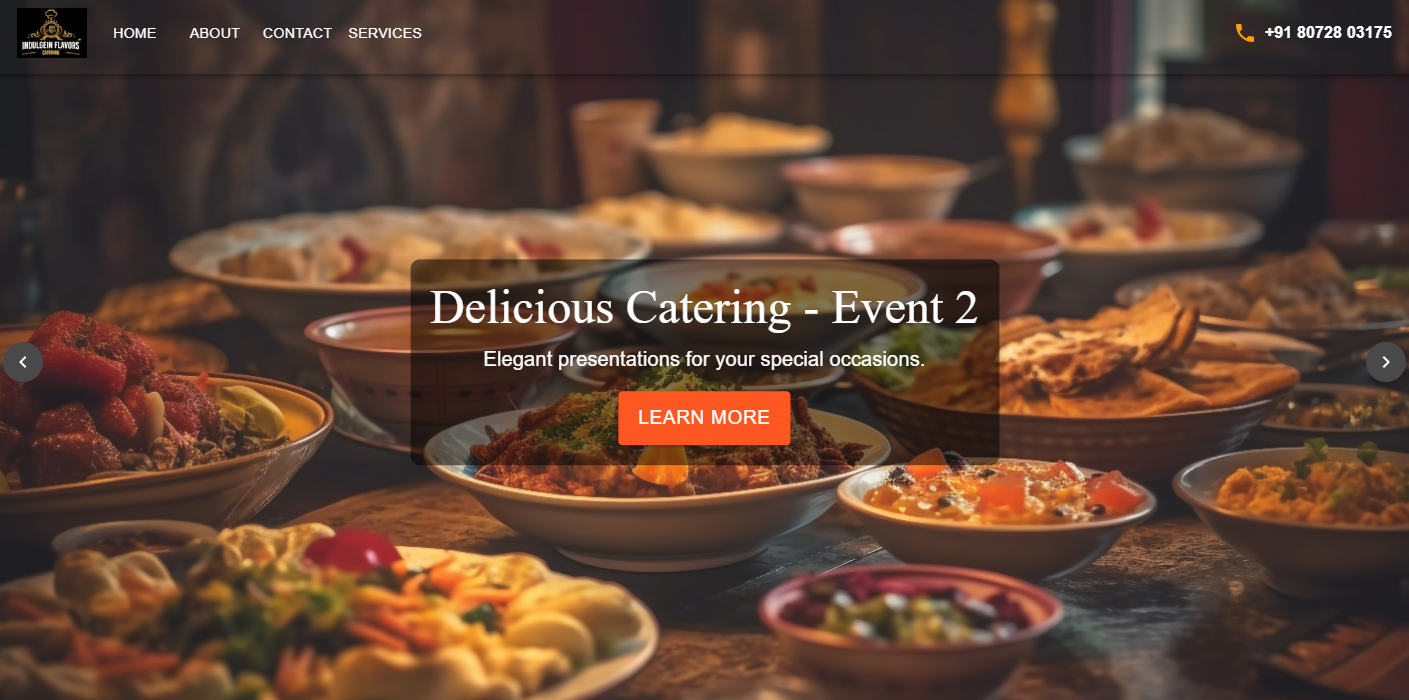 INDULGEIN FLAVORS
CATERING
HOME ABOUT CONTACT SERVICES
+91 80728 03175
Delicious Catering - Event 2
Elegant presentations for your special occasions.
LEARN MORE